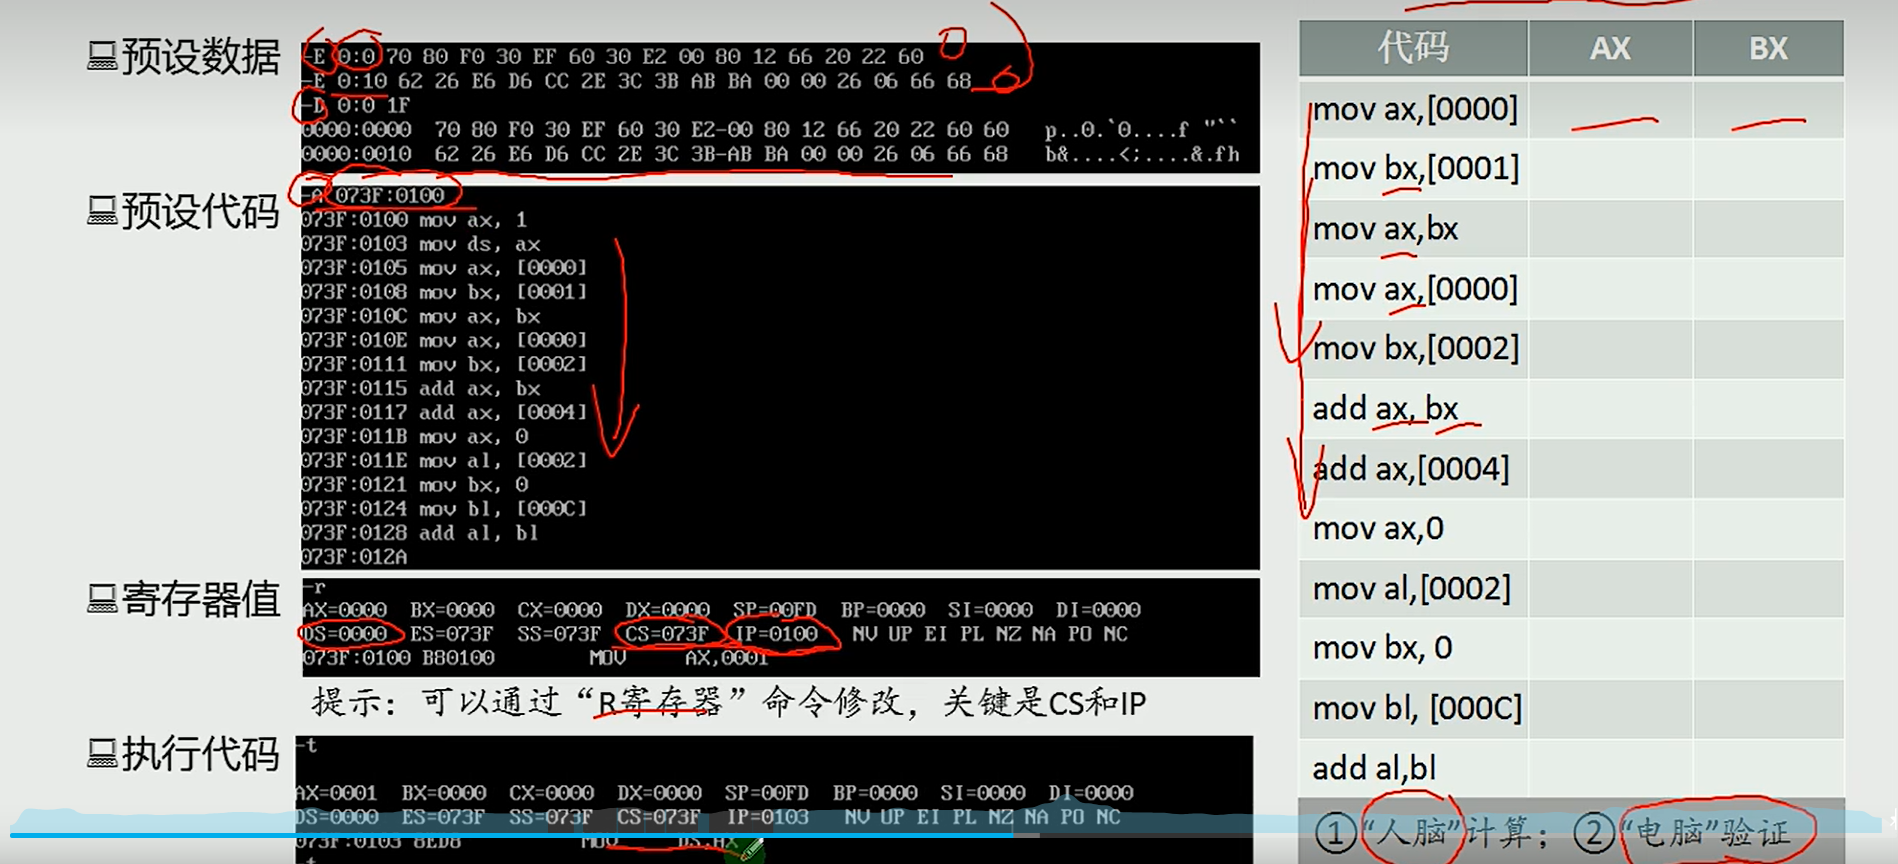 预设数据
-E 0:0 70 80 F0 30 EF 60 30 E2 00 80 12 66 20 22 60
-E 0:10 62 26 E6 D6 CC 2E 3C 3B AB BA 00 00 26 06 66 68
-D 0:0 1F
0000:0000 70 80 F0 30 EF 60 30 E2-00 80 12 66 20 22 60 60 p..0.`0....f "``
0000:0010 62 26 E6 D6 CC 2E 3C 3B-AB BA 00 00 26 06 66 68 b&....<;....&.fh
预设代码
-A 073F:0100
073F:0100 mov ax, 1
073F:0103 mov ds, ax
073F:0105 mov ax, [0000]
073F:0108 mov bx, [0001]
073F:010C mov ax, bx
073F:010E mov ax, [0000]
073F:0111 mov bx, [0002]
073F:0115 add ax, bx
073F:0117 add ax, [0004]
073F:011B mov ax, 0
073F:011E mov al, [0002]
073F:0121 mov bx, 0
073F:0124 mov bl, [000C]
073F:0128 add al, bl
073F:012A
寄存器值
-r
AX=0000 BX=0000 CX=0000 DX=0000 SP=00FD BP=0000 SI=0000 DI=0000
DS=0000 ES=073F SS=073F CS=073F IP=0100 NV UP EI PL NZ NA PO NC
073F:0100 B80100 MOV AX,0001
提示：可以通过“R寄存器”命令修改，关键是CS和IP
执行代码
-t
AX=0001 BX=0000 CX=0000 DX=0000 SP=00FD BP=0000 SI=0000 DI=0000
DS=0000 ES=073F SS=073F CS=073F IP=0103 NV UP EI PL NZ NA PO NC
073F:0103 8ED8 MOV DS,AX
-t
代码 AX BX
mov ax,[0000]
mov bx,[0001]
mov ax,bx
mov ax,[0000]
mov bx,[0002]
add ax, bx
add ax,[0004]
mov ax,0
mov al,[0002]
mov bx, 0
mov bl, [000C]
add al,bl
①“人脑”计算；②“电脑”验证